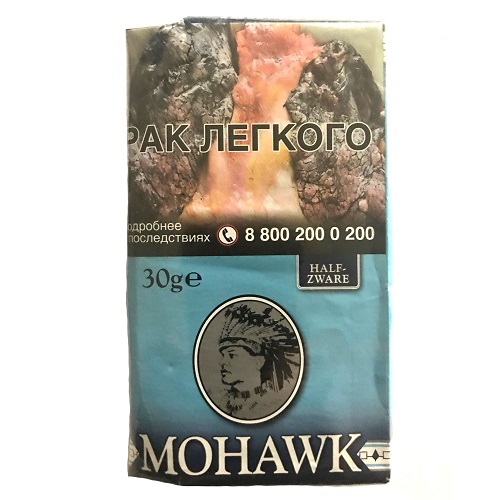 РАК ЛЕГКОГО
одробнее
последствиях 8 800 200 0 200
30g℮
HALF-
ZWARE
MOHAWK